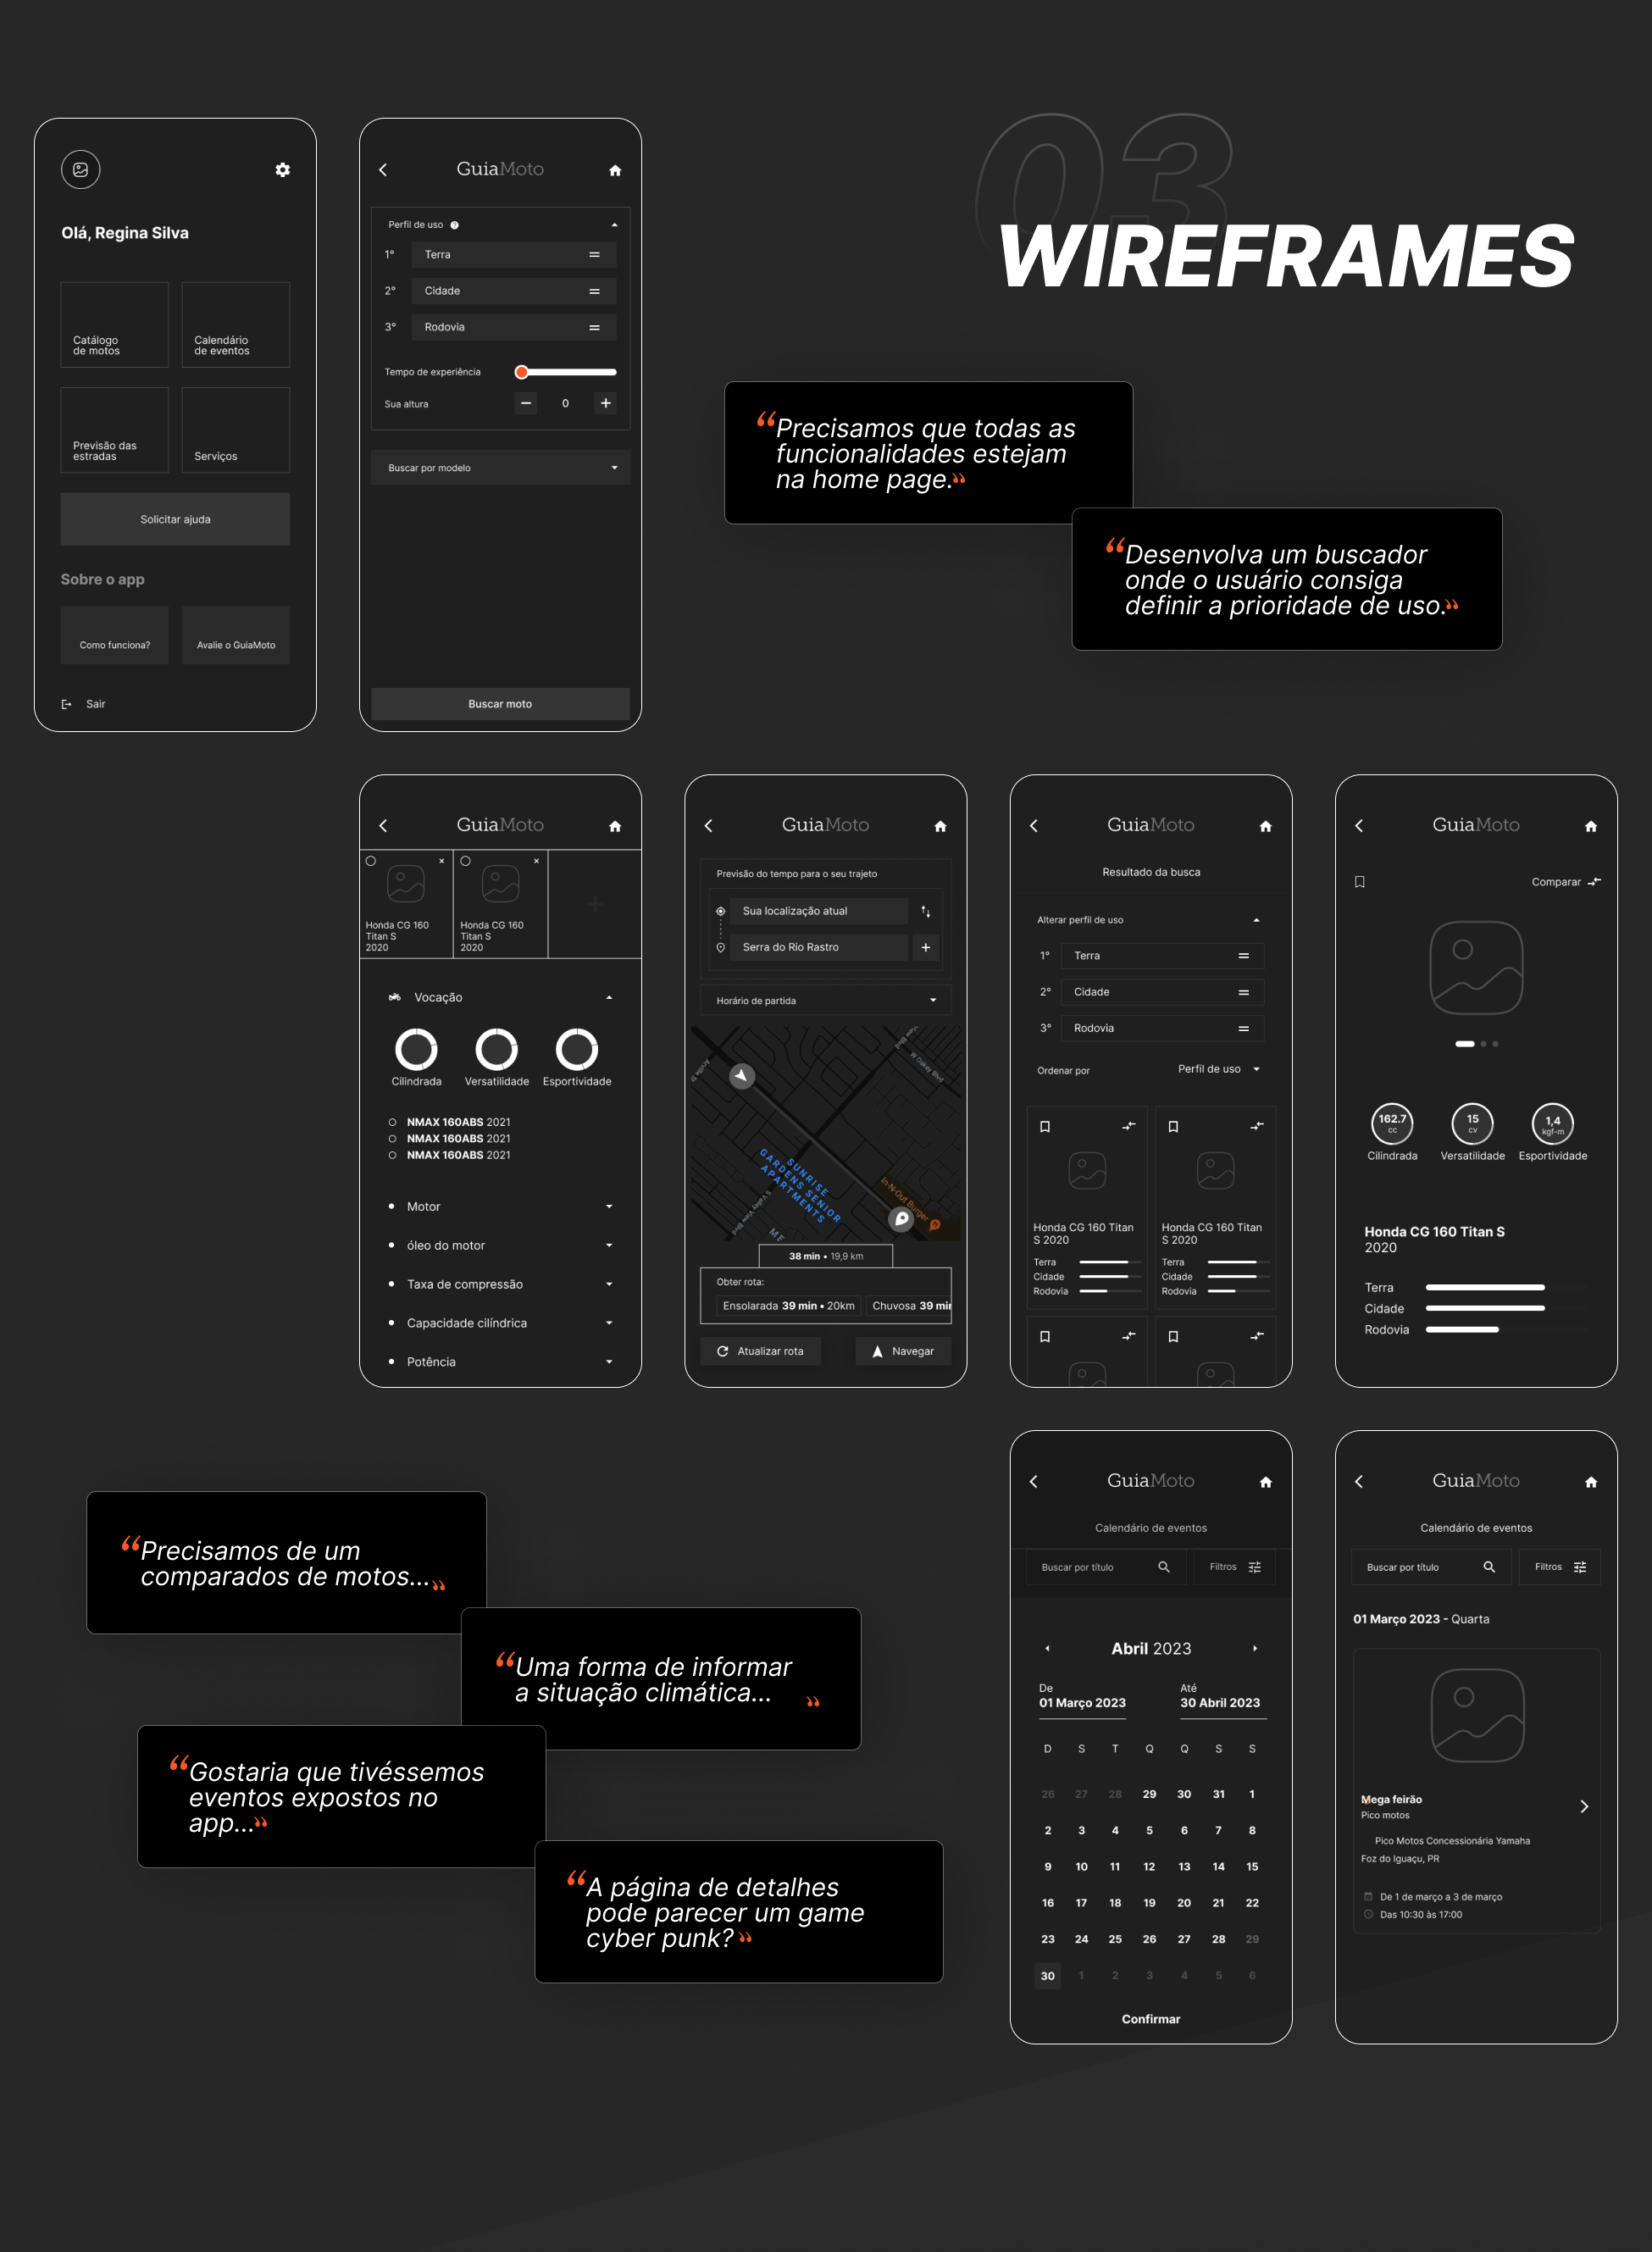 03
WIREFRAMES
Olá, Regina Silva
Catálogo
de motos
Calendário
de eventos
Previsão das
estradas
Serviços
Solicitar ajuda
Sobre o app
Como funciona?
Avalie o GuiaMoto
Sair
GuiaMoto
Perfil de uso ?
1° Terra
2° Cidade
3° Rodovia
Tempo de experiência
Sua altura − 0 +
Buscar por modelo
Buscar moto
“Precisamos que todas as
funcionalidades estejam
na home page.”
“Desenvolva um buscador
onde o usuário consiga
definir a prioridade de uso.”
GuiaMoto
Honda CG 160
Titan S
2020
Honda CG 160
Titan S
2020
Vocação
Cilindrada Versatilidade Esportividade
NMAX 160ABS 2021
NMAX 160ABS 2021
NMAX 160ABS 2021
Motor
óleo do motor
Taxa de compressão
Capacidade cilíndrica
Potência
GuiaMoto
Previsão do tempo para o seu trajeto
Sua localização atual
Serra do Rio Rastro
Horário de partida
Arville St
View Blvd
W Oakey Blvd
SUNRISE
GARDENS SENIOR
APARTMENTS
In-N-Out Burger
Valley View Blvd
ME
38 min • 19,9 km
Obter rota:
Ensolarada 39 min • 20km
Chuvosa 39 min
Atualizar rota
Navegar
GuiaMoto
Resultado da busca
Alterar perfil de uso
1° Terra
2° Cidade
3° Rodovia
Ordenar por Perfil de uso
Honda CG 160 Titan
S 2020
Terra
Cidade
Rodovia
Honda CG 160 Titan
S 2020
Terra
Cidade
Rodovia
GuiaMoto
Comparar
162.7
cc
15
cv
1,4
kgf-m
Cilindrada Versatilidade Esportividade
Honda CG 160 Titan S
2020
Terra
Cidade
Rodovia
“Precisamos de um
comparados de motos...”
“Uma forma de informar
a situação climática... ”
“Gostaria que tivéssemos
eventos expostos no
app...”
“A página de detalhes
pode parecer um game
cyber punk?”
GuiaMoto
Calendário de eventos
Buscar por título
Filtros
Abril 2023
De
01 Março 2023
Até
30 Abril 2023
D S T Q Q S S
26 27 28 29 30 31 1
2 3 4 5 6 7 8
9 10 11 12 13 14 15
16 17 18 19 20 21 22
23 24 25 26 27 28 29
30 1 2 3 4 5 6
Confirmar
GuiaMoto
Calendário de eventos
Buscar por título
Filtros
01 Março 2023 - Quarta
Mega feirão
Pico motos
Pico Motos Concessionária Yamaha
Foz do Iguaçu, PR
De 1 de março a 3 de março
Das 10:30 às 17:00